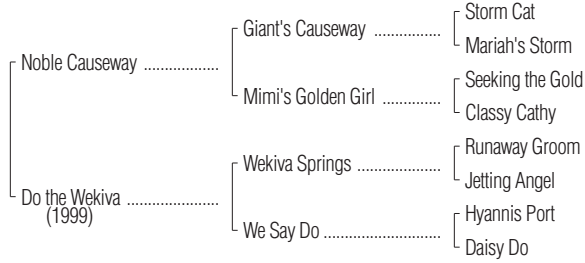 Storm Cat
Giant's Causeway ................
Mariah's Storm
Noble Causeway ...............
Seeking the Gold
Mimi's Golden Girl ............
Classy Cathy
Runaway Groom
Wekiva Springs .................
Jetting Angel
Do the Wekiva .....................
(1999)
Hyannis Port
We Say Do ........................
Daisy Do